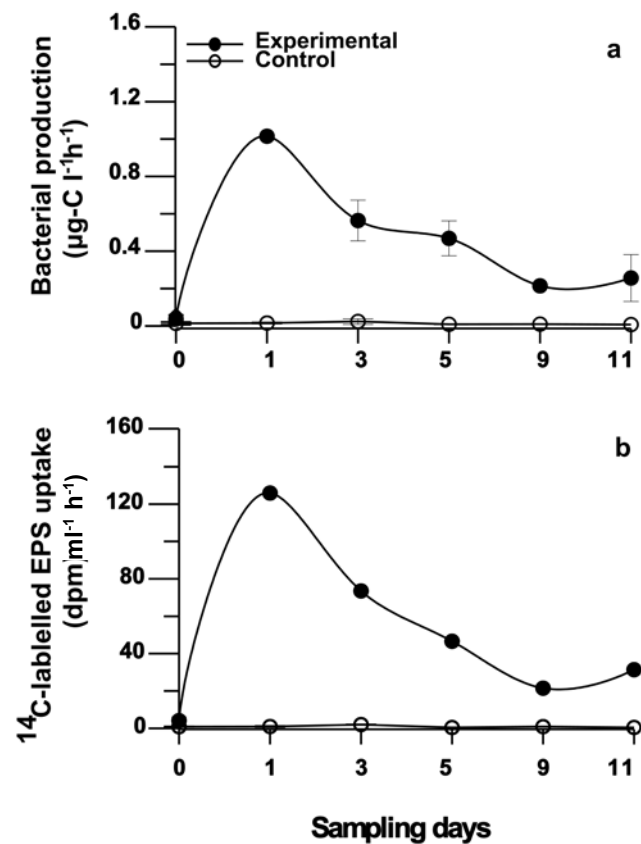 Experimental
Control
a
Bacterial production
(µg-C l⁻¹h⁻¹)
1.6
1.2
0.8
0.4
0
0 1 3 5 9 11
b
¹⁴C-lablelled EPS uptake
(dpm ml⁻¹ h⁻¹)
160
120
80
40
0
0 1 3 5 9 11
Sampling days